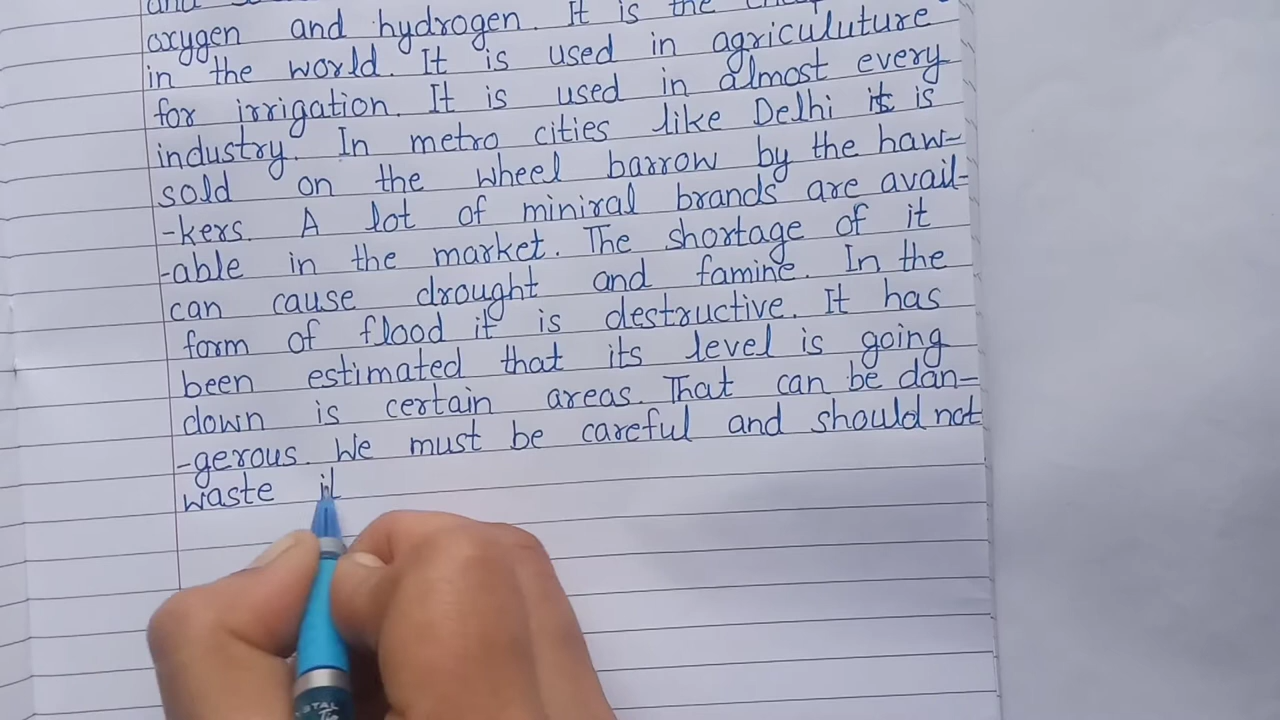 and
oxygen and hydrogen. It is the
in the world. It is used in agriculuture
for irrigation. It is used in almost every
industry. In metro cities like Delhi it is
sold on the wheel barrow by the haw-
-kers. A lot of miniral brands are avail-
-able in the market. The shortage of it
can cause drought and famine. In the
form of flood it is destructive. It has
been estimated that its level is going
down is certain areas. That can be dan-
-gerous. We must be careful and should not
waste it